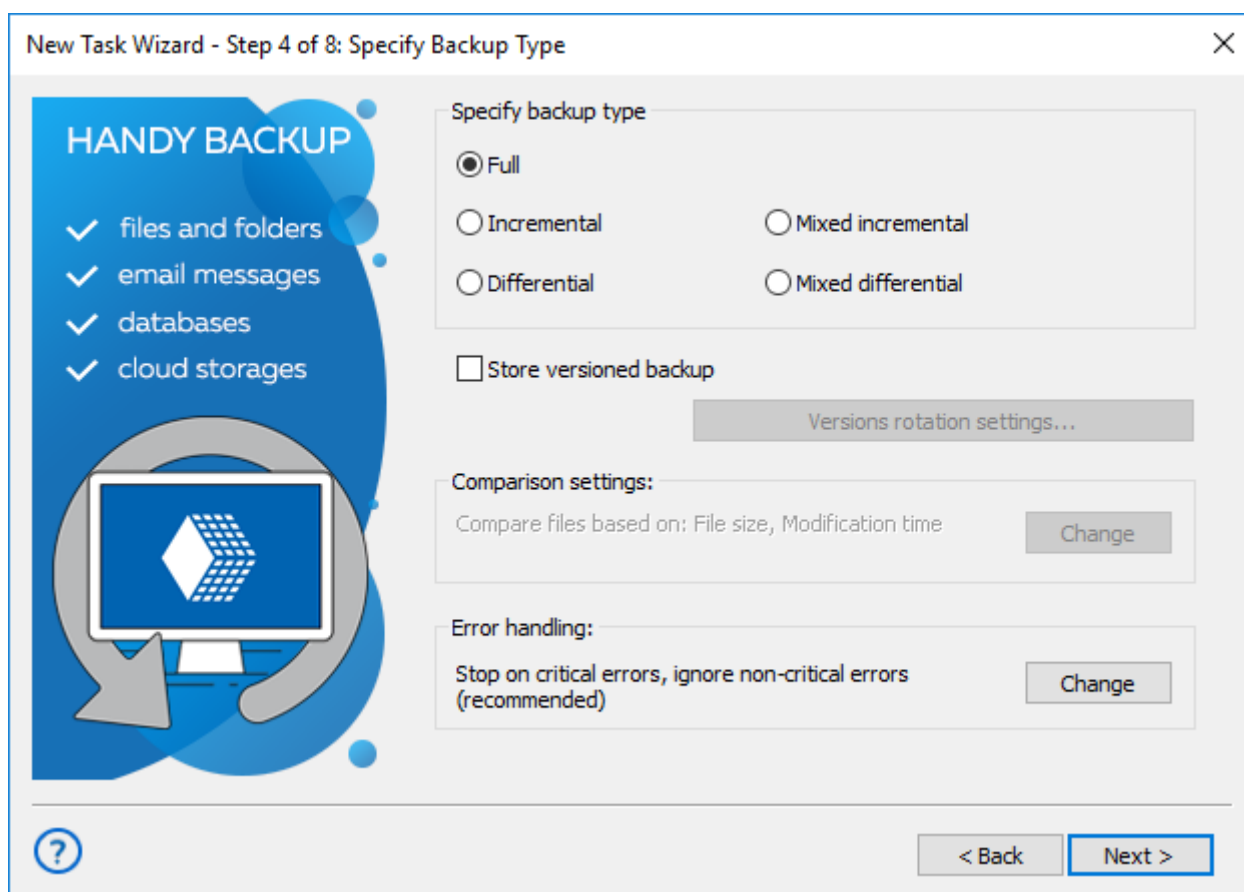 New Task Wizard - Step 4 of 8: Specify Backup Type
HANDY BACKUP
files and folders
email messages
databases
cloud storages
Specify backup type
Full
Incremental
Mixed incremental
Differential
Mixed differential
Store versioned backup
Versions rotation settings...
Comparison settings:
Compare files based on: File size, Modification time
Change
Error handling:
Stop on critical errors, ignore non-critical errors
(recommended)
Change
?
< Back
Next >